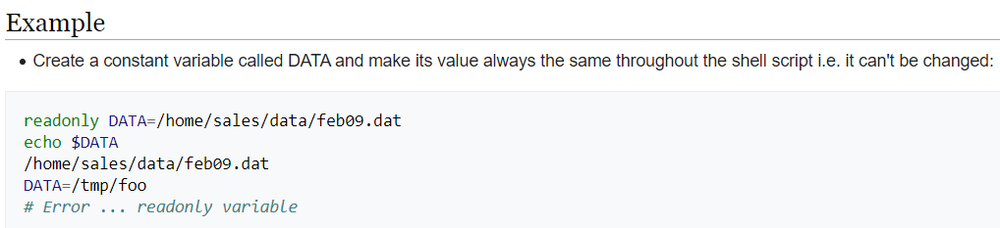 Example
• Create a constant variable called DATA and make its value always the same throughout the shell script i.e. it can't be changed:
readonly DATA=/home/sales/data/feb09.dat
echo $DATA
/home/sales/data/feb09.dat
DATA=/tmp/foo
# Error ... readonly variable